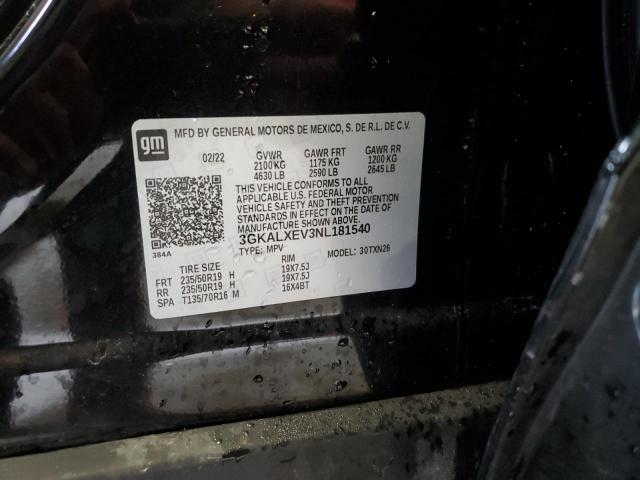 gm MFD BY GENERAL MOTORS DE MEXICO, S. DE R.L. DE C.V.
02/22 GVWR GAWR FRT GAWR RR
2100KG 1175 KG 1200 KG
4630 LB 2590 LB 2645 LB
THIS VEHICLE CONFORMS TO ALL
APPLICABLE U.S. FEDERAL MOTOR
VEHICLE SAFETY, BUMPER, AND THEFT
PREVENTION STANDARDS IN EFFECT ON
THE DATE OF MANUFACTURE SHOWN ABOVE.
3GKALXEV3NL181540
384A TYPE: MPV MODEL: 30TXN26
TIRE SIZE RIM
FRT 235/50R19 H 19X7.5J
RR 235/50R19 H 19X7.5J
SPA T135/70R16 M 16X4BT